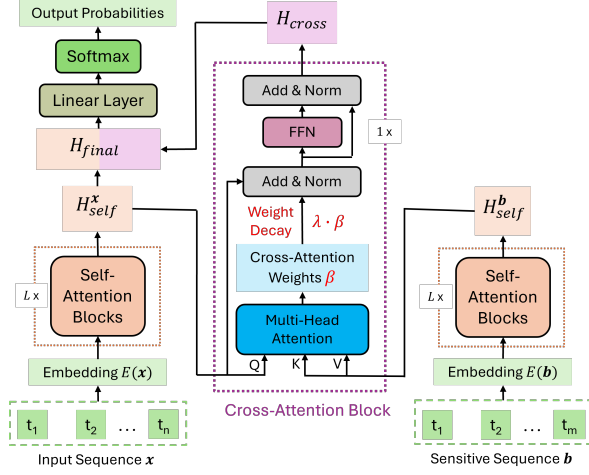 Output Probabilities
Softmax
Linear Layer
H_final
H^x_self
L x
Self-
Attention
Blocks
Embedding E(x)
t1 t2 ... tn
Input Sequence x
H_cross
Add & Norm
FFN
1 x
Add & Norm
Weight
Decay
λ · β
Cross-Attention
Weights β
Multi-Head
Attention
Q K V
Cross-Attention Block
H^b_self
L x
Self-
Attention
Blocks
Embedding E(b)
t1 t2 ... tm
Sensitive Sequence b